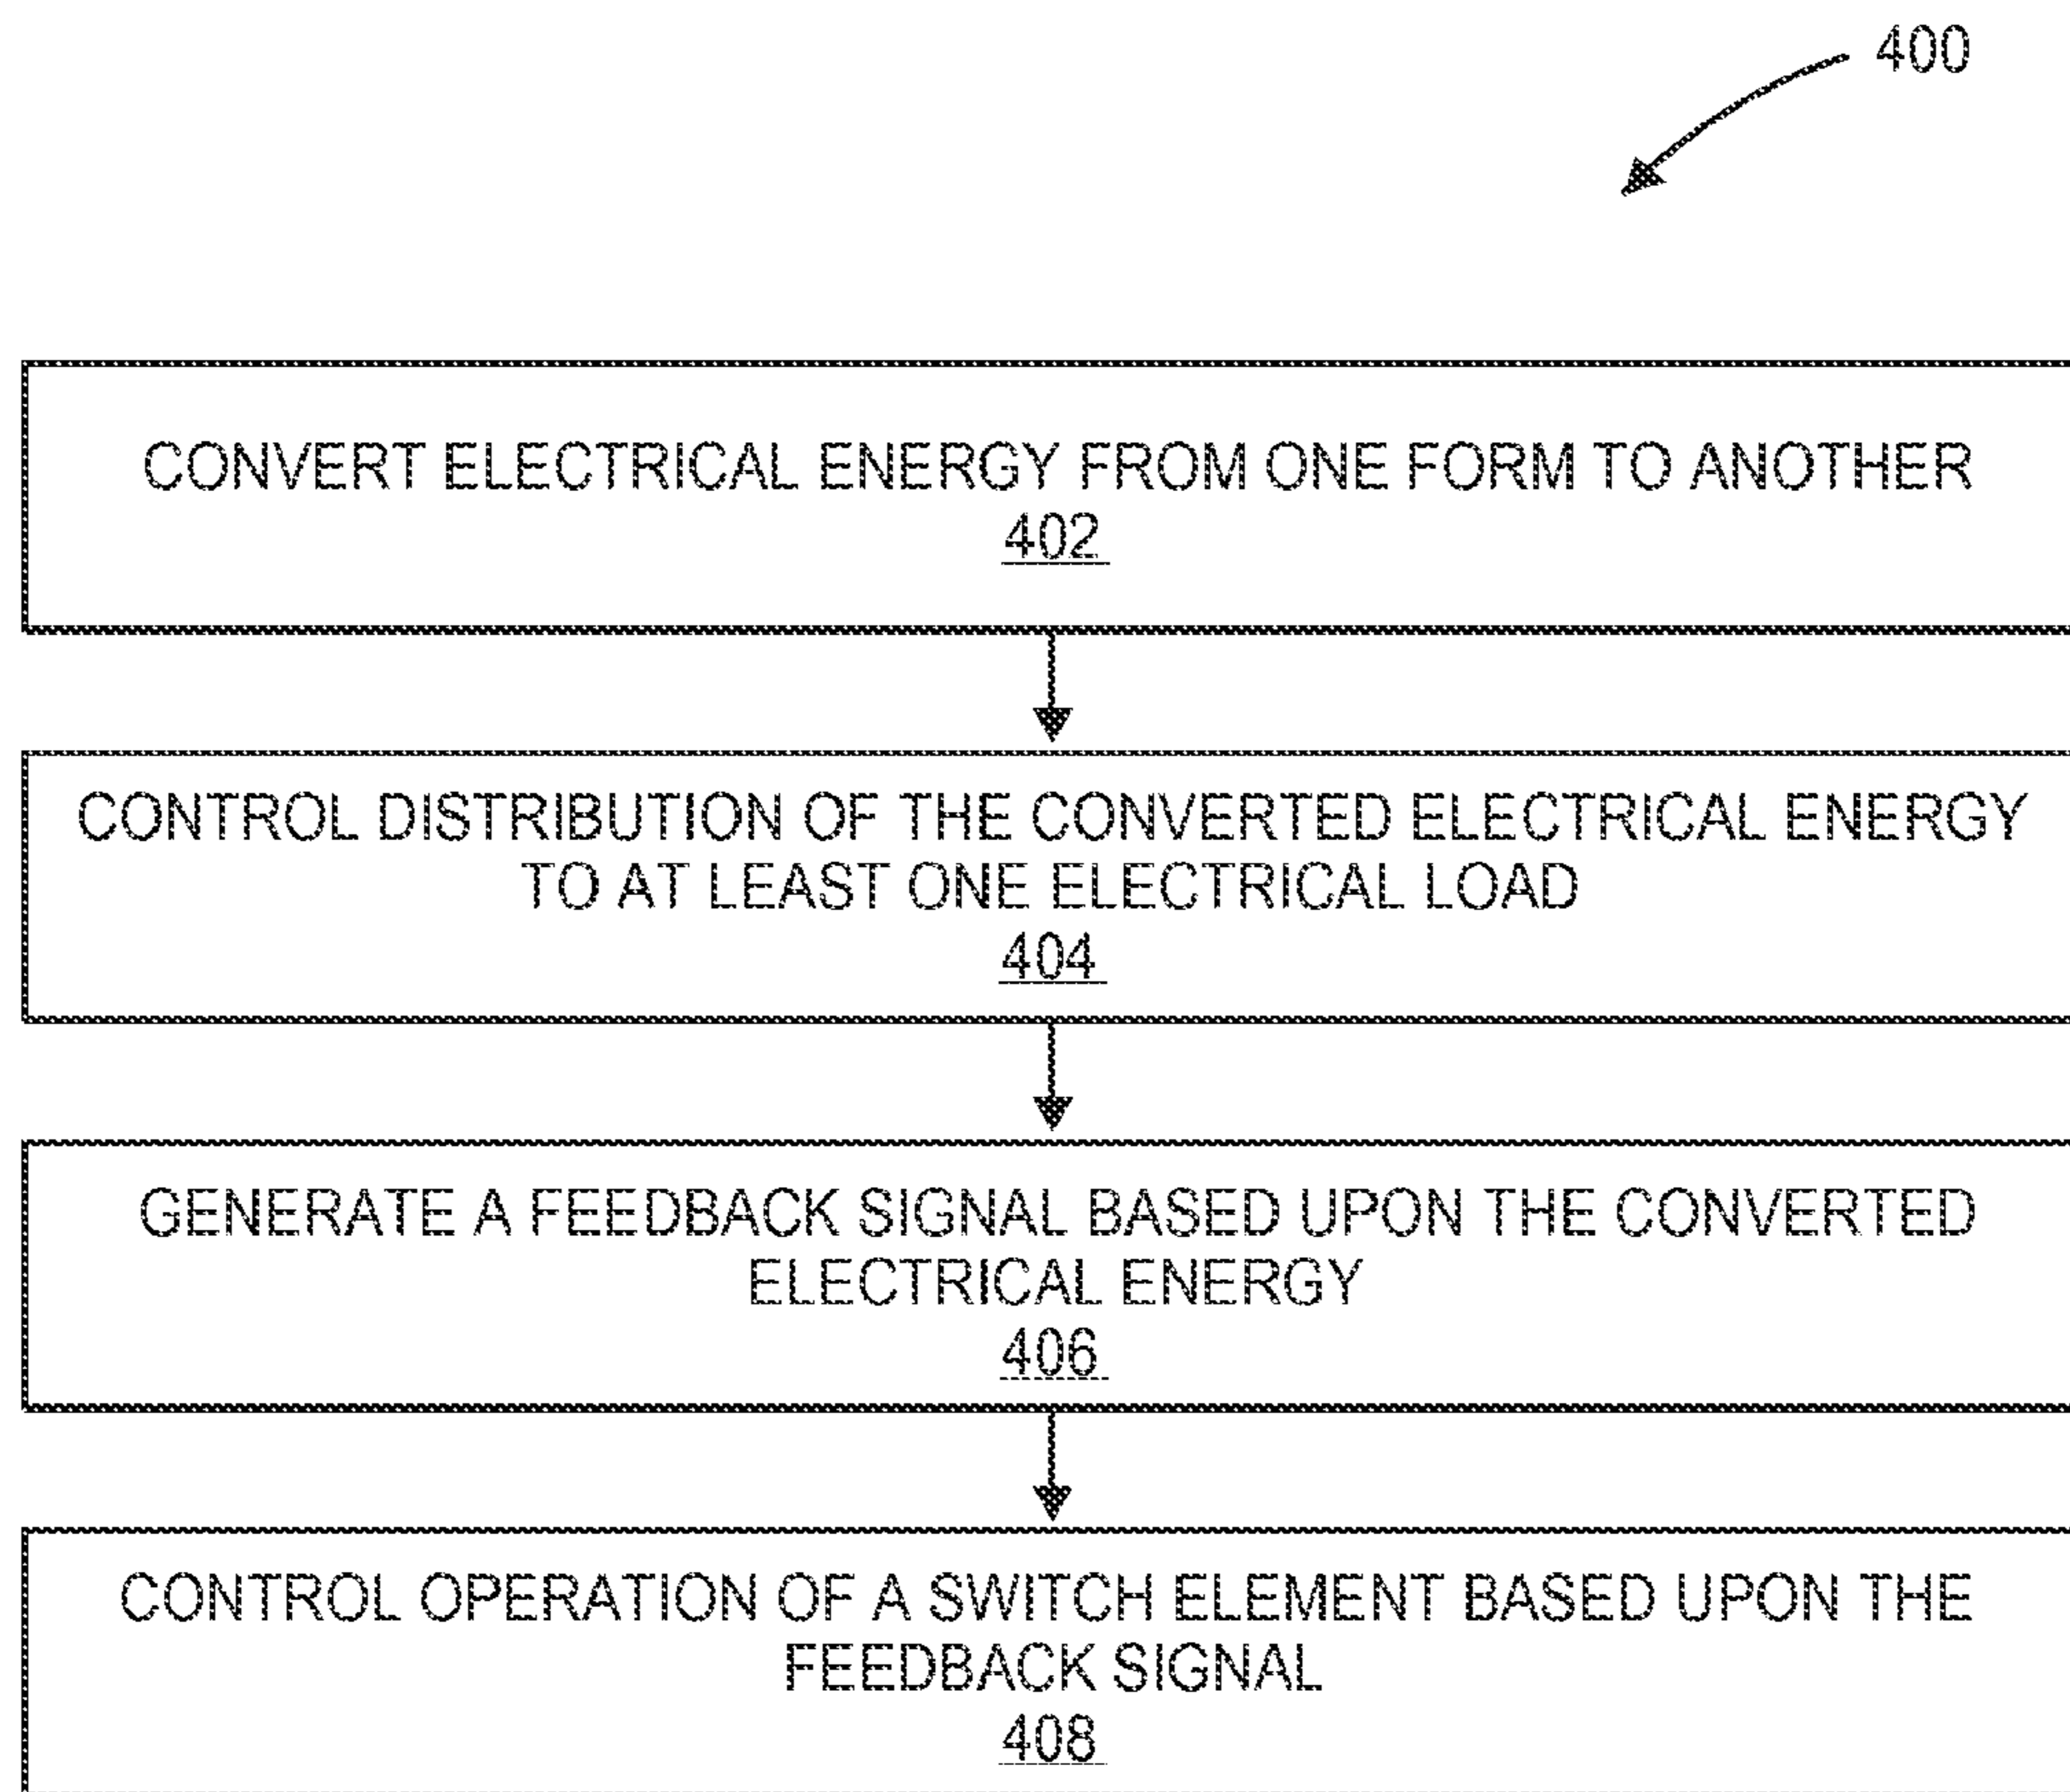 400
CONVERT ELECTRICAL ENERGY FROM ONE FORM TO ANOTHER
402
CONTROL DISTRIBUTION OF THE CONVERTED ELECTRICAL ENERGY
TO AT LEAST ONE ELECTRICAL LOAD
404
GENERATE A FEEDBACK SIGNAL BASED UPON THE CONVERTED
ELECTRICAL ENERGY
406
CONTROL OPERATION OF A SWITCH ELEMENT BASED UPON THE
FEEDBACK SIGNAL
408